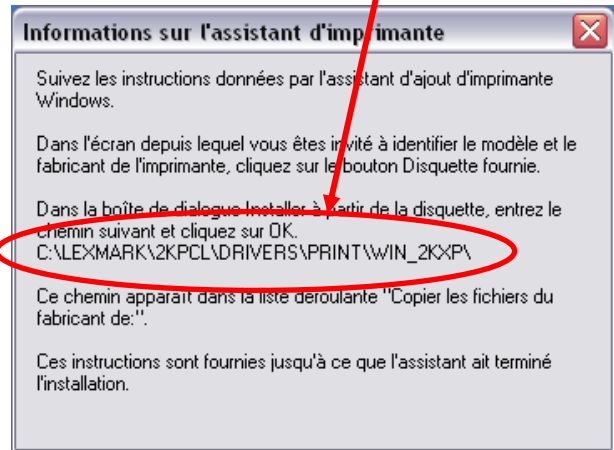 Informations sur l'assistant d'imprimante
Suivez les instructions données par l'assistant d'ajout d'imprimante
Windows.
Dans l'écran depuis lequel vous êtes invité à identifier le modèle et le
fabricant de l'imprimante, cliquez sur le bouton Disquette fournie.
Dans la boîte de dialogue Installer à partir de la disquette, entrez le
chemin suivant et cliquez sur OK.
C:\LEXMARK\2KPCL\DRIVERS\PRINT\WIN_2KXP\
Ce chemin apparaît dans la liste déroulante "Copier les fichiers du
fabricant de:".
Ces instructions sont fournies jusqu'à ce que l'assistant ait terminé
l'installation.